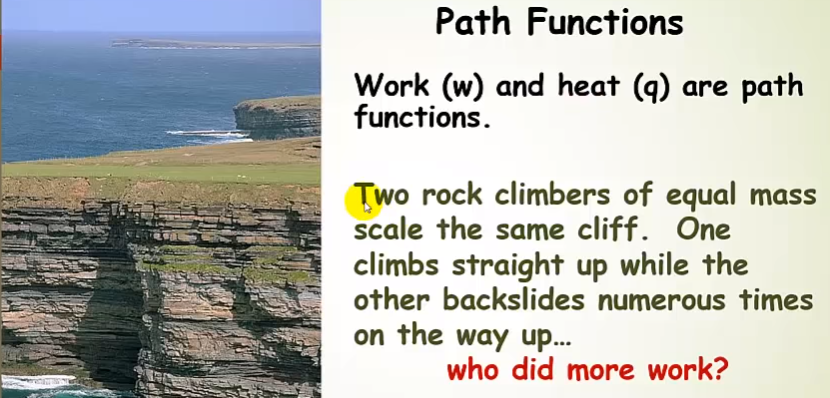 Path Functions
Work (w) and heat (q) are path
functions.
Two rock climbers of equal mass
scale the same cliff. One
climbs straight up while the
other backslides numerous times
on the way up...
who did more work?